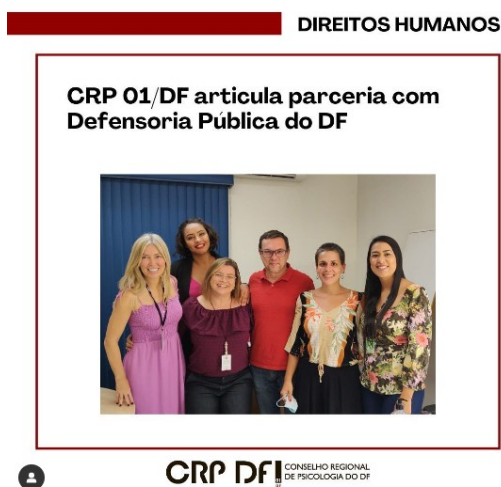 DIREITOS HUMANOS
CRP 01/DF articula parceria com
Defensoria Pública do DF
CRP DF
CONSELHO REGIONAL
DE PSICOLOGIA DO DF